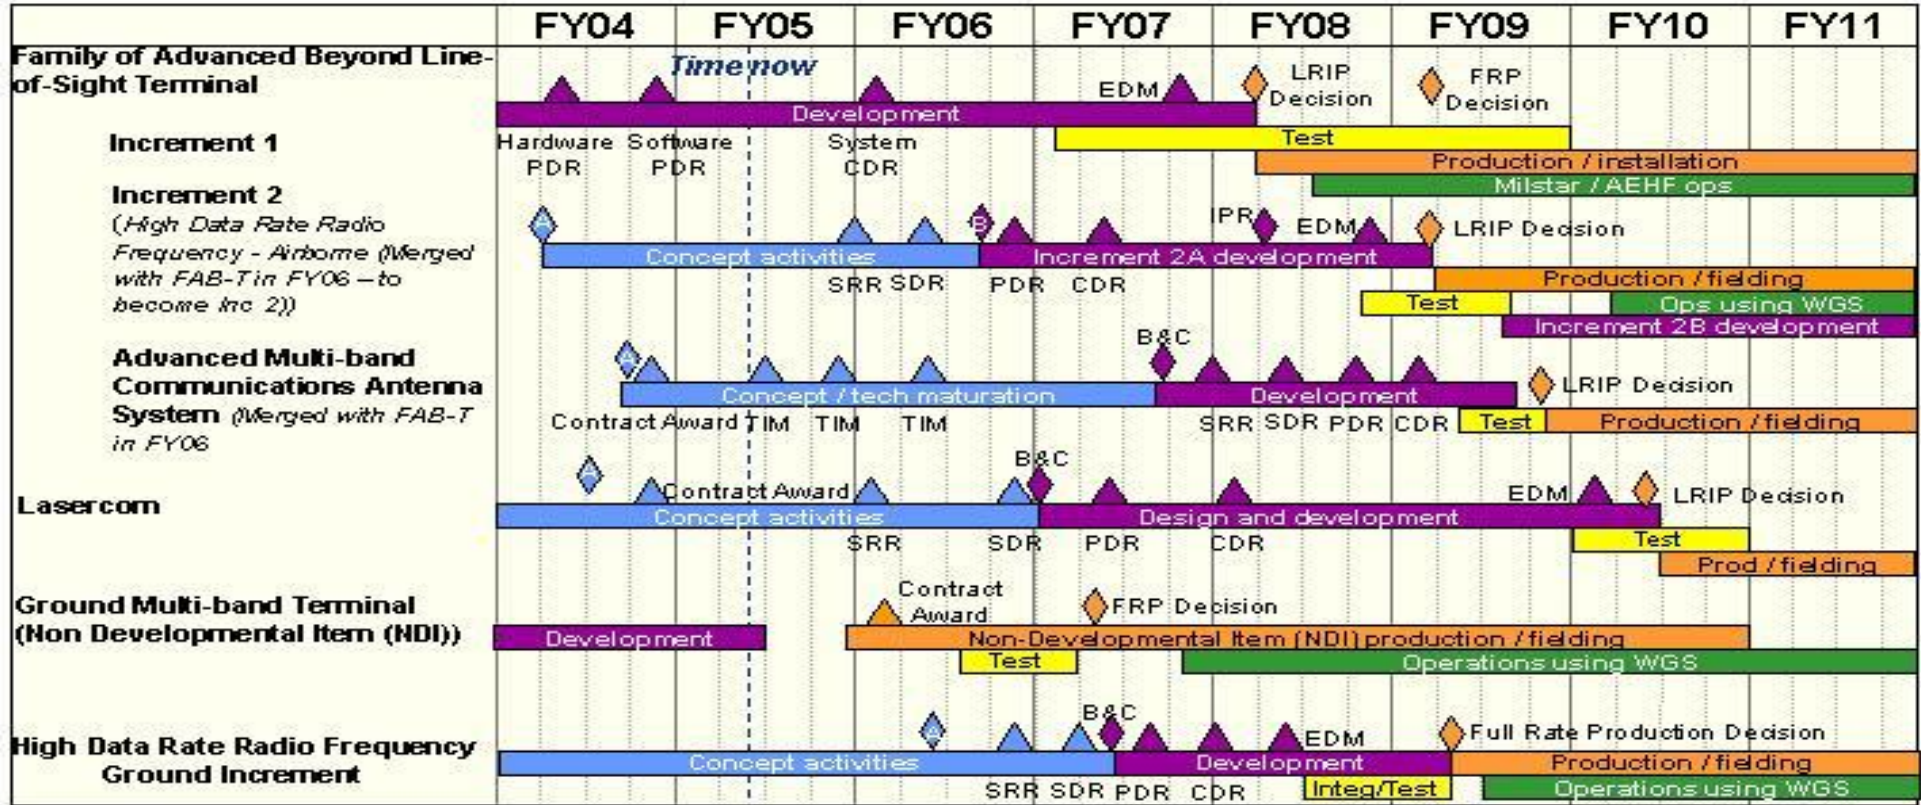 FY04 FY05 FY06 FY07 FY08 FY09 FY10 FY11
Family of Advanced Beyond Line-
of-Sight Terminal
Time now
EDM
LRIP
Decision
FRP
Decision
Development
Increment 1
Hardware
PDR
Software
PDR
System
CDR
Test
Production / installation
Milstar / AEHF ops
Increment 2
(High Data Rate Radio
Frequency - Airborne (Merged
with FAB-T in FY06 – to
become Inc 2))
A
B
IPR
EDM
LRIP Decision
Concept activities
Increment 2A development
SRR SDR PDR CDR
Production / fielding
Test
Ops using WGS
Increment 2B development
Advanced Multi-band
Communications Antenna
System (Merged with FAB-T
in FY06
A
B&C
LRIP Decision
Concept / tech maturation
Development
Contract Award TIM TIM TIM
SRR SDR PDR CDR
Test
Production / fielding
Lasercom
A
Contract Award
B&C
EDM
LRIP Decision
Concept activities
Design and development
SRR SDR PDR CDR
Test
Prod / fielding
Ground Multi-band Terminal
(Non Developmental Item (NDI))
Contract
Award
FRP Decision
Development
Non-Developmental Item (NDI) production / fielding
Test
Operations using WGS
High Data Rate Radio Frequency
Ground Increment
A
B&C
EDM
Full Rate Production Decision
Concept activities
Development
Production / fielding
SRR SDR PDR CDR
Integ/Test
Operations using WGS